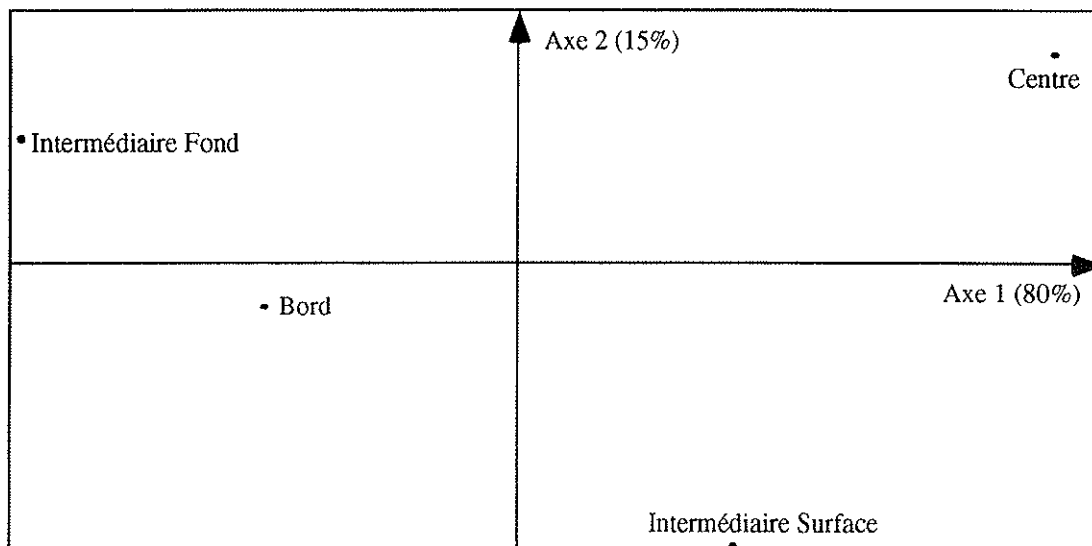 Axe 2 (15%)
Centre
Intermédiaire Fond
Axe 1 (80%)
Bord
Intermédiaire Surface